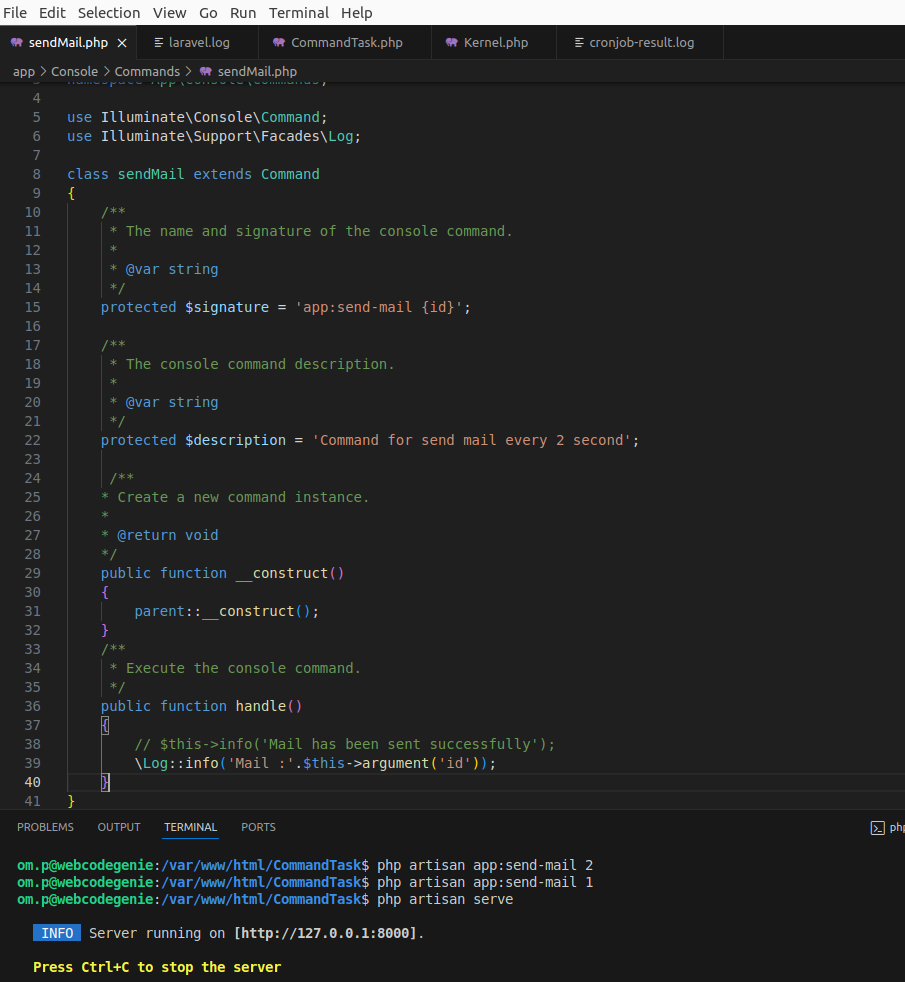 File Edit Selection View Go Run Terminal Help
sendMail.php laravel.log CommandTask.php Kernel.php cronjob-result.log
app > Console > Commands > sendMail.php
3 namespace App\Console\Commands;
4
5 use Illuminate\Console\Command;
6 use Illuminate\Support\Facades\Log;
7
8 class sendMail extends Command
9 {
10     /**
11      * The name and signature of the console command.
12      *
13      * @var string
14      */
15     protected $signature = 'app:send-mail {id}';
16
17     /**
18      * The console command description.
19      *
20      * @var string
21      */
22     protected $description = 'Command for send mail every 2 second';
23
24      /**
25     * Create a new command instance.
26     *
27     * @return void
28     */
29     public function __construct()
30     {
31         parent::__construct();
32     }
33     /**
34      * Execute the console command.
35      */
36     public function handle()
37     {
38         // $this->info('Mail has been sent successfully');
39         \Log::info('Mail :'.$this->argument('id'));
40     }
41 }
PROBLEMS OUTPUT TERMINAL PORTS php
om.p@webcodegenie:/var/www/html/CommandTask$ php artisan app:send-mail 2
om.p@webcodegenie:/var/www/html/CommandTask$ php artisan app:send-mail 1
om.p@webcodegenie:/var/www/html/CommandTask$ php artisan serve
INFO Server running on [http://127.0.0.1:8000].
Press Ctrl+C to stop the server